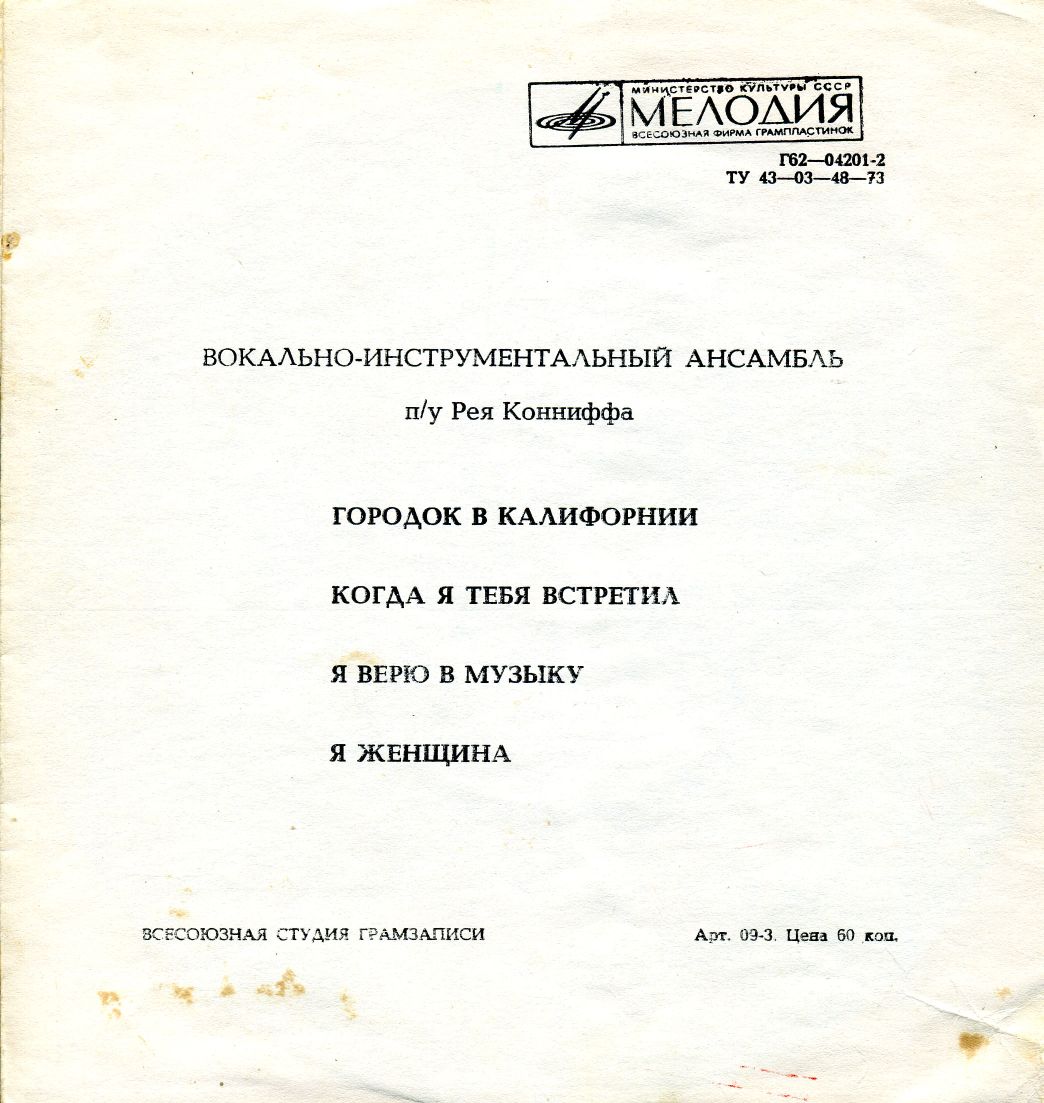 МИНИСТЕРСТВО КУЛЬТУРЫ СССР
МЕЛОДИЯ
ВСЕСОЮЗНАЯ ФИРМА ГРАМПЛАСТИНОК
Г62—04201-2
ТУ 43—03—48—73
ВОКАЛЬНО-ИНСТРУМЕНТАЛЬНЫЙ АНСАМБЛЬ
п/у Рея Конниффа
ГОРОДОК В КАЛИФОРНИИ
КОГДА Я ТЕБЯ ВСТРЕТИЛ
Я ВЕРЮ В МУЗЫКУ
Я ЖЕНЩИНА
ВСЕСОЮЗНАЯ СТУДИЯ ГРАМЗАПИСИ
Арт. 09-3. Цена 60 коп.